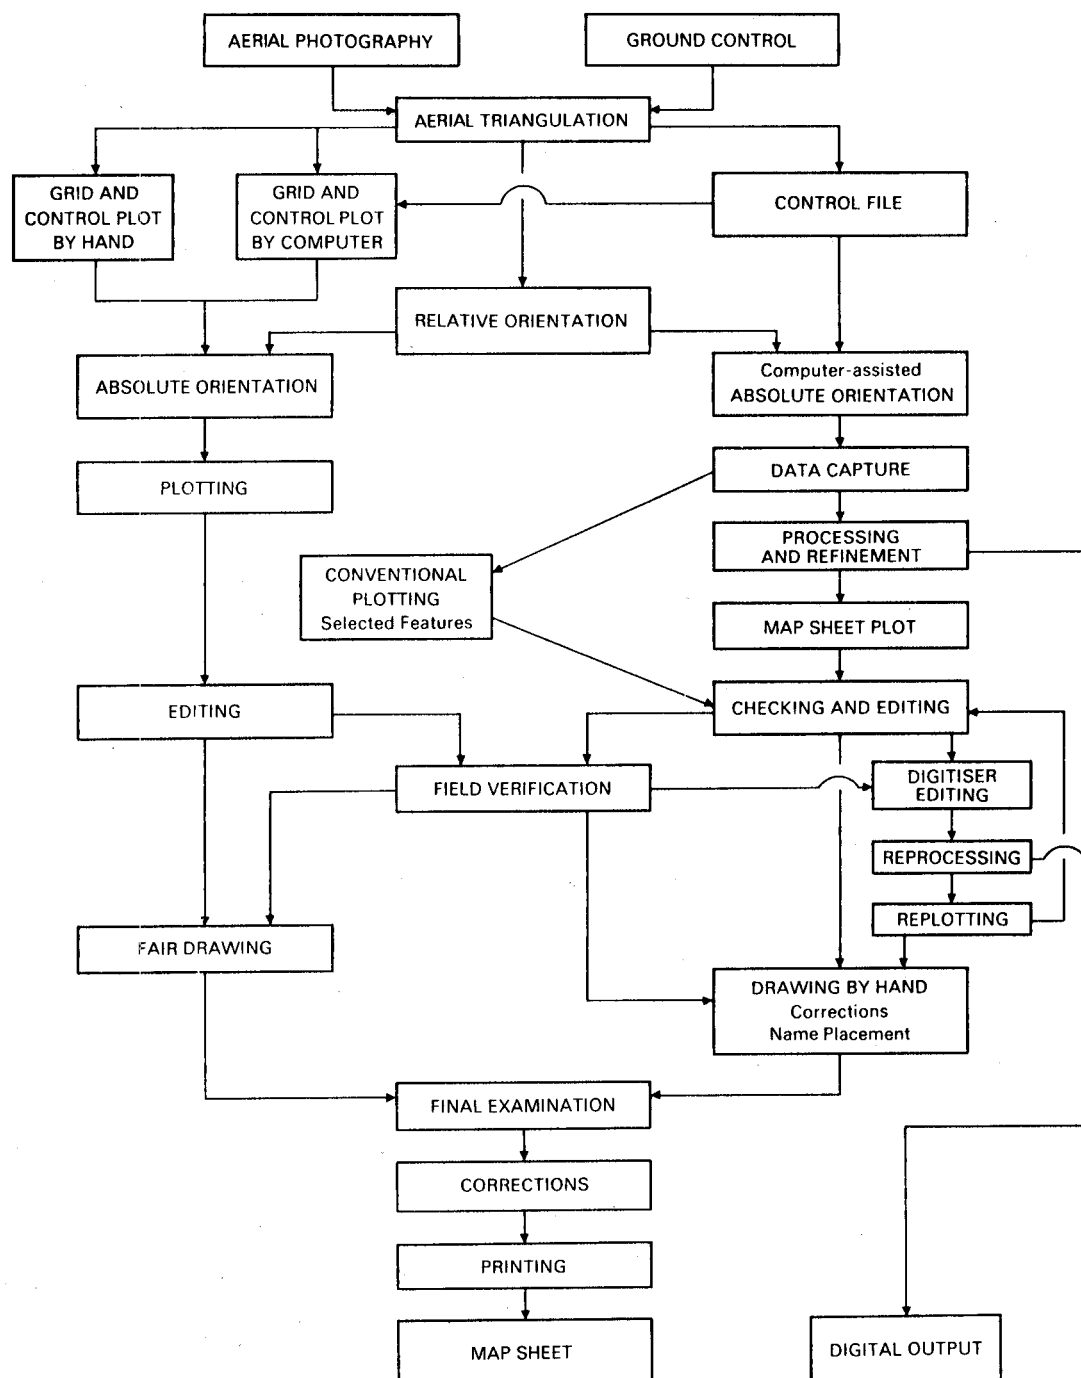 AERIAL PHOTOGRAPHY
GROUND CONTROL
AERIAL TRIANGULATION
GRID AND
CONTROL PLOT
BY HAND
GRID AND
CONTROL PLOT
BY COMPUTER
CONTROL FILE
RELATIVE ORIENTATION
ABSOLUTE ORIENTATION
Computer-assisted
ABSOLUTE ORIENTATION
PLOTTING
DATA CAPTURE
PROCESSING
AND REFINEMENT
CONVENTIONAL
PLOTTING
Selected Features
MAP SHEET PLOT
EDITING
CHECKING AND EDITING
FIELD VERIFICATION
DIGITISER
EDITING
REPROCESSING
REPLOTTING
FAIR DRAWING
DRAWING BY HAND
Corrections
Name Placement
FINAL EXAMINATION
CORRECTIONS
PRINTING
MAP SHEET
DIGITAL OUTPUT